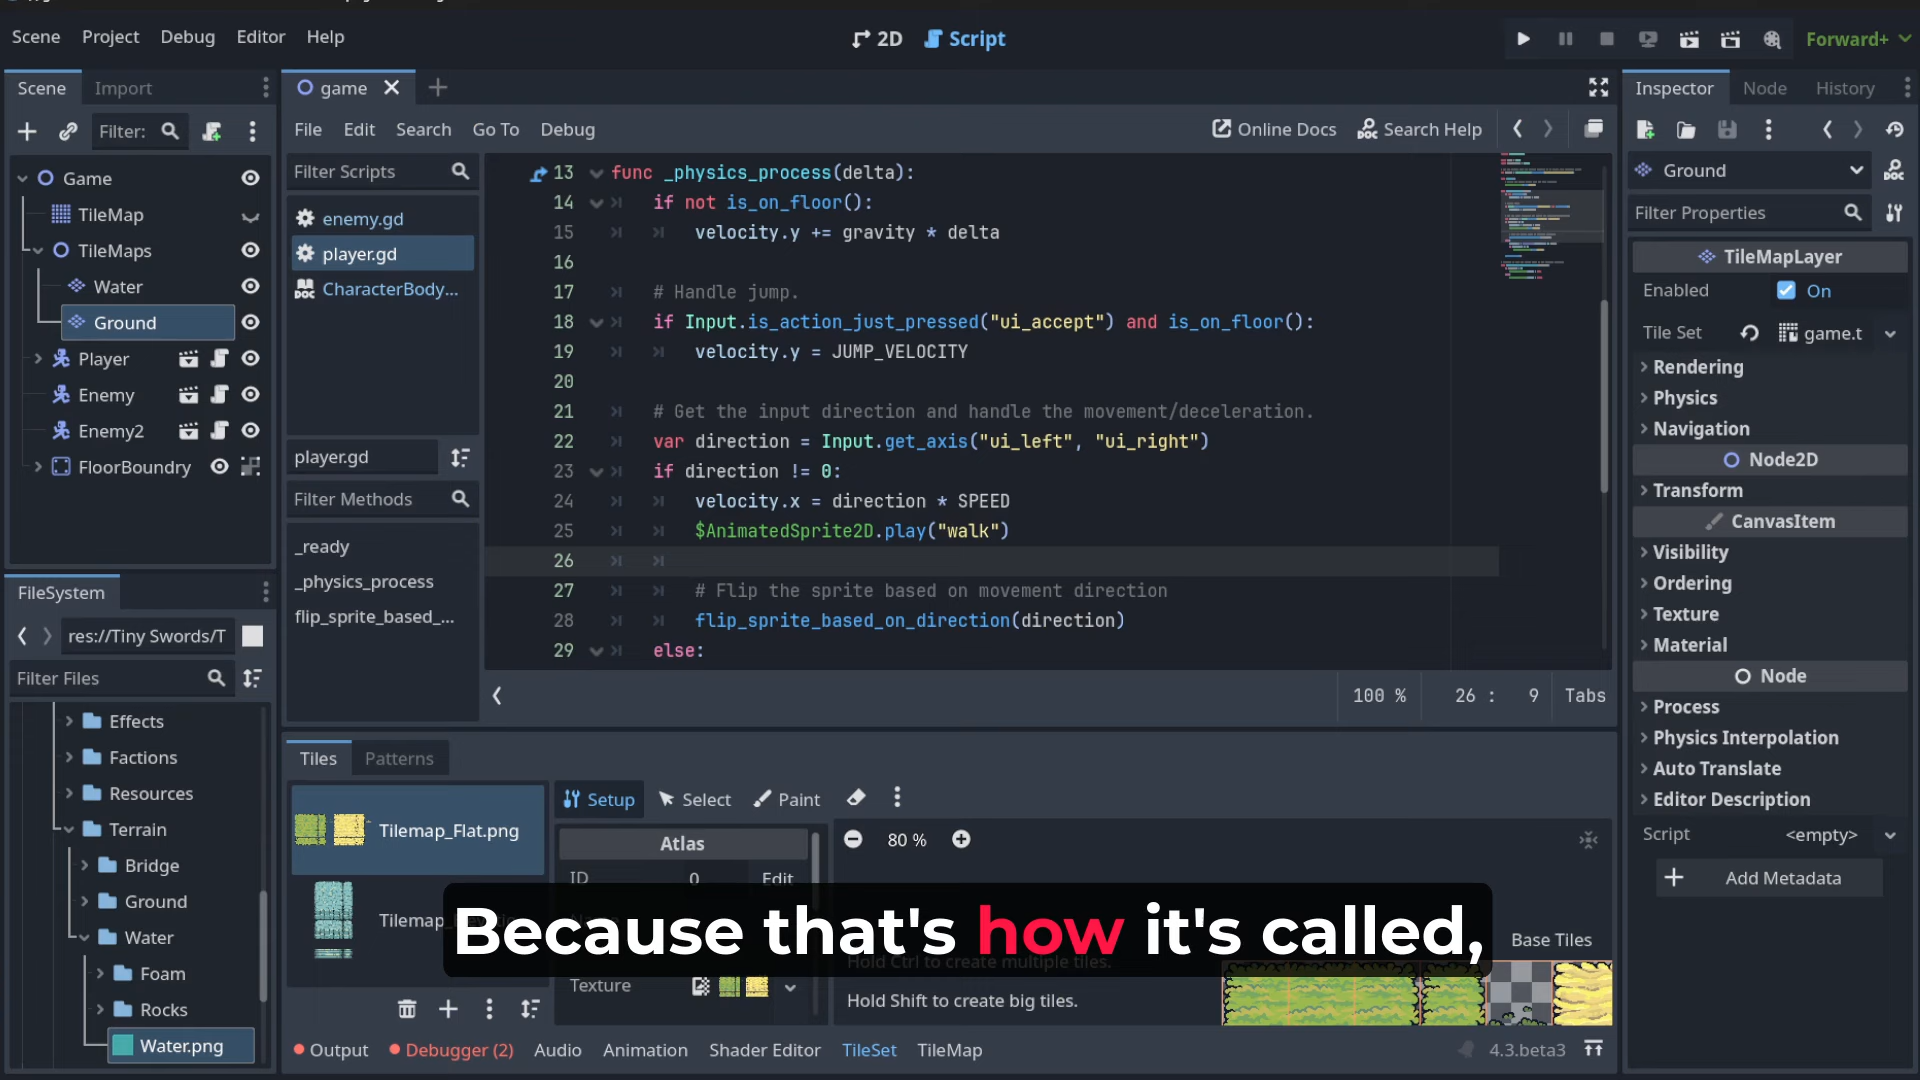 Scene Project Debug Editor Help
2D Script
Forward+
Scene Import
Filter:
Game
TileMap
TileMaps
Water
Ground
Player
Enemy
Enemy2
FloorBoundry
FileSystem
res://Tiny Swords/T
Filter Files
Effects
Factions
Resources
Terrain
Bridge
Ground
Water
Foam
Rocks
Water.png
game
File Edit Search Go To Debug
Online Docs Search Help
Filter Scripts
enemy.gd
player.gd
CharacterBody...
player.gd
Filter Methods
_ready
_physics_process
flip_sprite_based_...
13 func _physics_process(delta):
14 if not is_on_floor():
15 velocity.y += gravity * delta
16
17 # Handle jump.
18 if Input.is_action_just_pressed("ui_accept") and is_on_floor():
19 velocity.y = JUMP_VELOCITY
20
21 # Get the input direction and handle the movement/deceleration.
22 var direction = Input.get_axis("ui_left", "ui_right")
23 if direction != 0:
24 velocity.x = direction * SPEED
25 $AnimatedSprite2D.play("walk")
26
27 # Flip the sprite based on movement direction
28 flip_sprite_based_on_direction(direction)
29 else:
100 % 26 : 9 Tabs
Tiles Patterns
Tilemap_Flat.png
Setup Select Paint
Atlas
ID 0 Edit
80 %
Because that's how it's called,
Base Tiles
Hold Ctrl to create multiple tiles.
Texture
Hold Shift to create big tiles.
Output Debugger (2) Audio Animation Shader Editor TileSet TileMap
4.3.beta3
Inspector Node History
Ground
Filter Properties
TileMapLayer
Enabled On
Tile Set game.t
Rendering
Physics
Navigation
Node2D
Transform
CanvasItem
Visibility
Ordering
Texture
Material
Node
Process
Physics Interpolation
Auto Translate
Editor Description
Script <empty>
Add Metadata